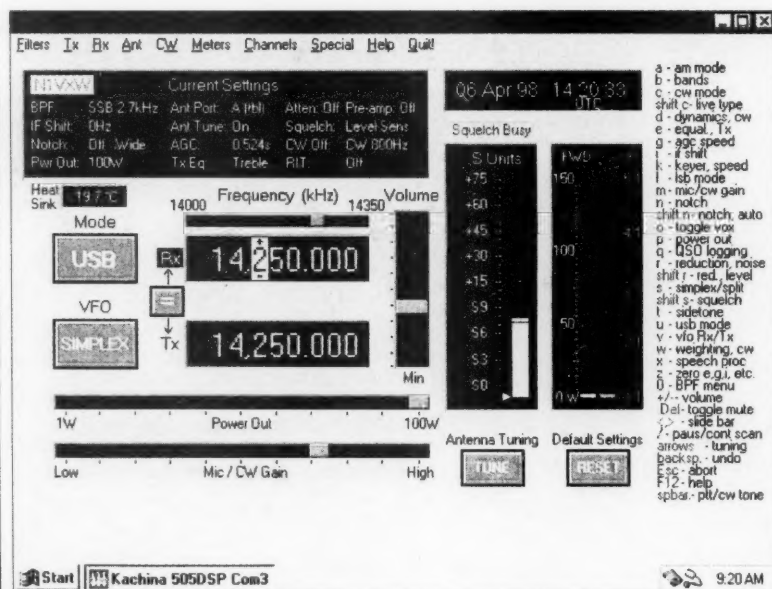 Filters Tx Rx Ant CW Meters Channels Special Help Quit!
N1VXW Current Settings
BPF: SSB 2.7kHz Ant Port: A (rbl) Atten: Off Pre-amp: Off
IF Shift: 0Hz Ant Tune: On Squelch: Level Sens
Notch: Off Wide AGC: 0.524s CW Off: CW 800Hz
Pwr Out: 100W Tx Eq Treble RIT: Off
06 Apr 98 14:20:33
UTC
Squelch Busy
Heat Sink 19.7°C
Frequency (kHz)
14000 14350
Volume
Mode
USB
Rx
14,250.000
VFO
=
SIMPLEX
Tx
14,250.000
Min
1W Power Out 100W
Low Mic / CW Gain High
S Units
+75
+60
+45
+30
+15
S9
S6
S3
S0
150
100
50
0 W
Antenna Tuning
TUNE
Default Settings
RESET
a - am mode
b - bands
c - cw mode
shift c- live type
d - dynamics, cw
e - equal., Tx
g - agc speed
i - if shift
k - keyer, speed
l - lsb mode
m - mic/cw gain
n - notch
shift n - notch, auto
o - toggle vox
p - power out
q - QSO logging
r - reduction, noise
shift r - red., level
s - simplex/split
shift s - squelch
t - sidetone
u - usb mode
v - vfo Rx/Tx
w - weighting, cw
x - speech proc
z - zero e.g.i, etc.
0 - BPF menu
+/-- volume
Del- toggle mute
<,> - slide bar
/ - paus/cont scan
arrows - tuning
backsp. - undo
Esc - abort
F12 - help
spbar.- ptt/cw tone
Start Kachina 505DSP Com3 9:20 AM